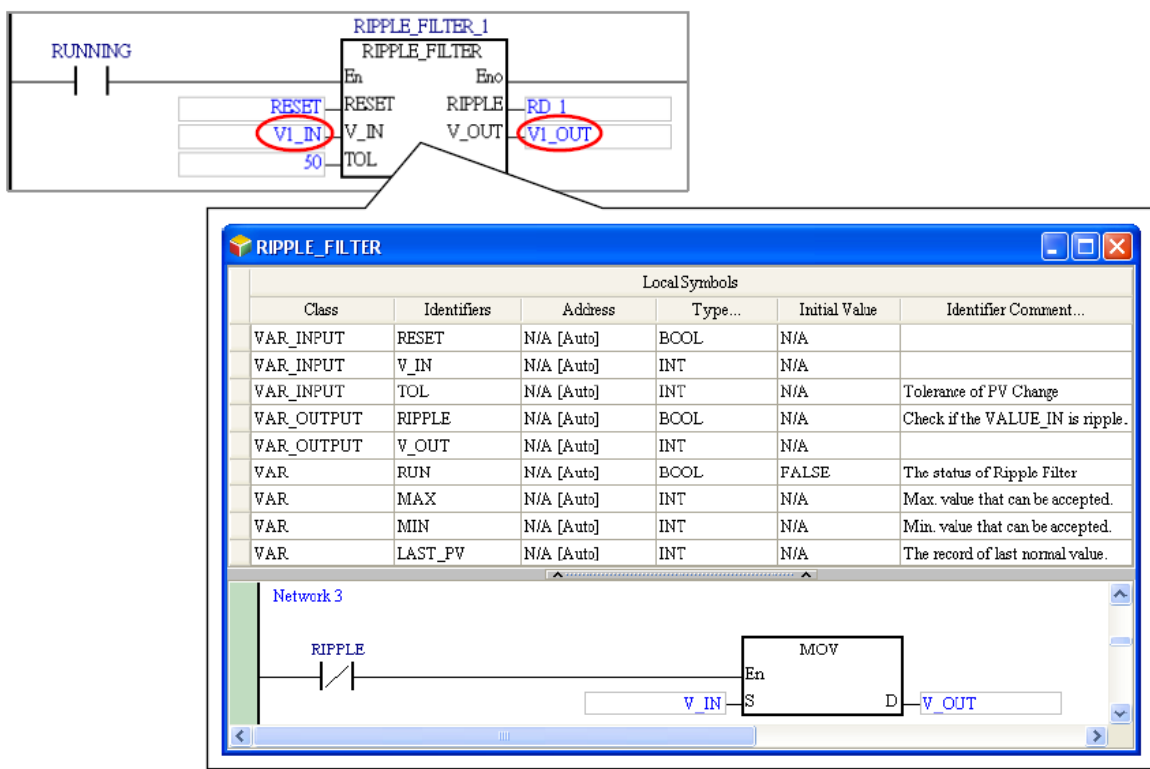 RIPPLE_FILTER_1
RUNNING
RIPPLE_FILTER
En Eno
RESET RESET RIPPLE RD_1
V1_IN V_IN V_OUT V1_OUT
50 TOL
RIPPLE_FILTER
Local Symbols
Class Identifiers Address Type... Initial Value Identifier Comment...
VAR_INPUT RESET N/A [Auto] BOOL N/A
VAR_INPUT V_IN N/A [Auto] INT N/A
VAR_INPUT TOL N/A [Auto] INT N/A Tolerance of PV Change
VAR_OUTPUT RIPPLE N/A [Auto] BOOL N/A Check if the VALUE_IN is ripple.
VAR_OUTPUT V_OUT N/A [Auto] INT N/A
VAR RUN N/A [Auto] BOOL FALSE The status of Ripple Filter
VAR MAX N/A [Auto] INT N/A Max. value that can be accepted.
VAR MIN N/A [Auto] INT N/A Min. value that can be accepted.
VAR LAST_PV N/A [Auto] INT N/A The record of last normal value.
Network 3
RIPPLE
MOV
En
V_IN S D V_OUT